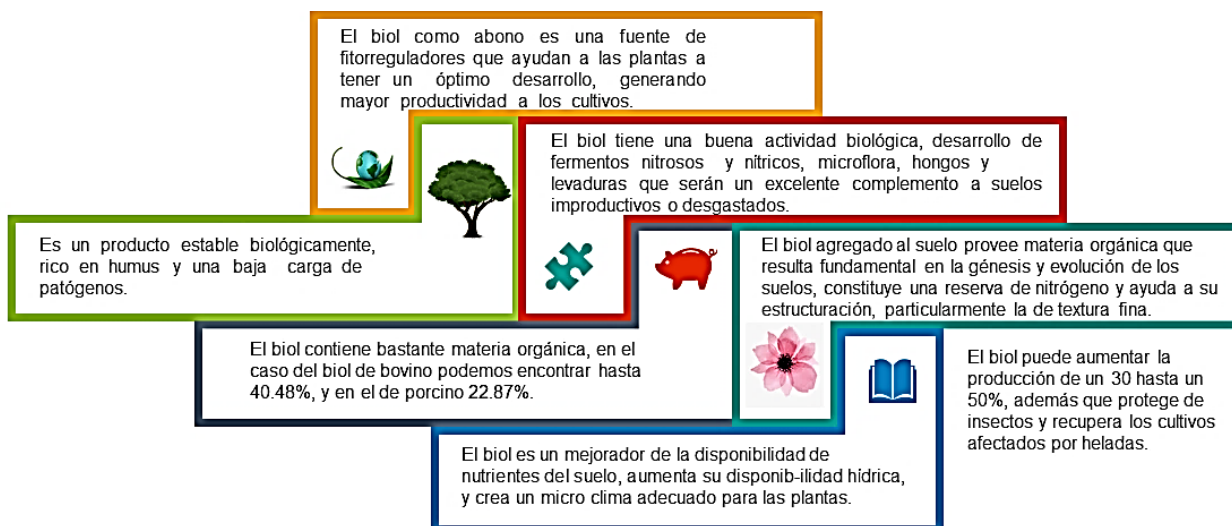 El biol como abono es una fuente de
fitorreguladores que ayudan a las plantas a
tener un óptimo desarrollo, generando
mayor productividad a los cultivos.
El biol tiene una buena actividad biológica, desarrollo de
fermentos nitrosos y nítricos, microflora, hongos y
levaduras que serán un excelente complemento a suelos
improductivos o desgastados.
Es un producto estable biológicamente,
rico en humus y una baja carga de
patógenos.
El biol agregado al suelo provee materia orgánica que
resulta fundamental en la génesis y evolución de los
suelos, constituye una reserva de nitrógeno y ayuda a su
estructuración, particularmente la de textura fina.
El biol contiene bastante materia orgánica, en el
caso del biol de bovino podemos encontrar hasta
40.48%, y en el de porcino 22.87%.
El biol puede aumentar la
producción de un 30 hasta un
50%, además que protege de
insectos y recupera los cultivos
afectados por heladas.
El biol es un mejorador de la disponibilidad de
nutrientes del suelo, aumenta su disponib-ilidad hídrica,
y crea un micro clima adecuado para las plantas.